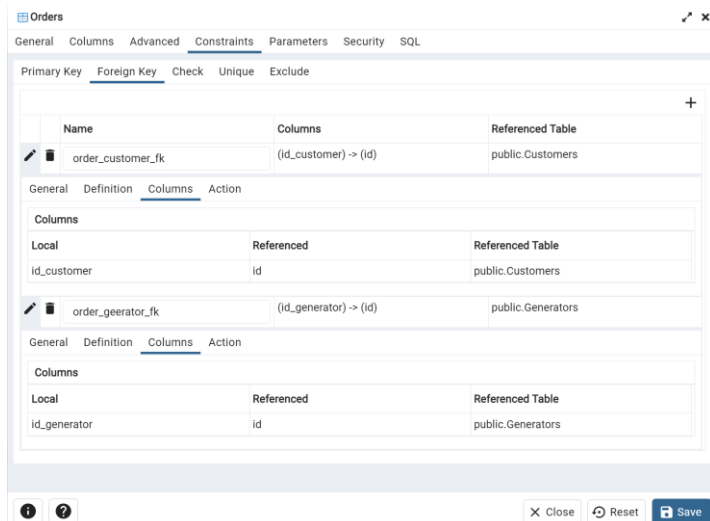 Orders
General Columns Advanced Constraints Parameters Security SQL
Primary Key Foreign Key Check Unique Exclude
Name Columns Referenced Table
order_customer_fk (id_customer) -> (id) public.Customers
General Definition Columns Action
Columns
Local Referenced Referenced Table
id_customer id public.Customers
order_geerator_fk (id_generator) -> (id) public.Generators
General Definition Columns Action
Columns
Local Referenced Referenced Table
id_generator id public.Generators
Close Reset Save